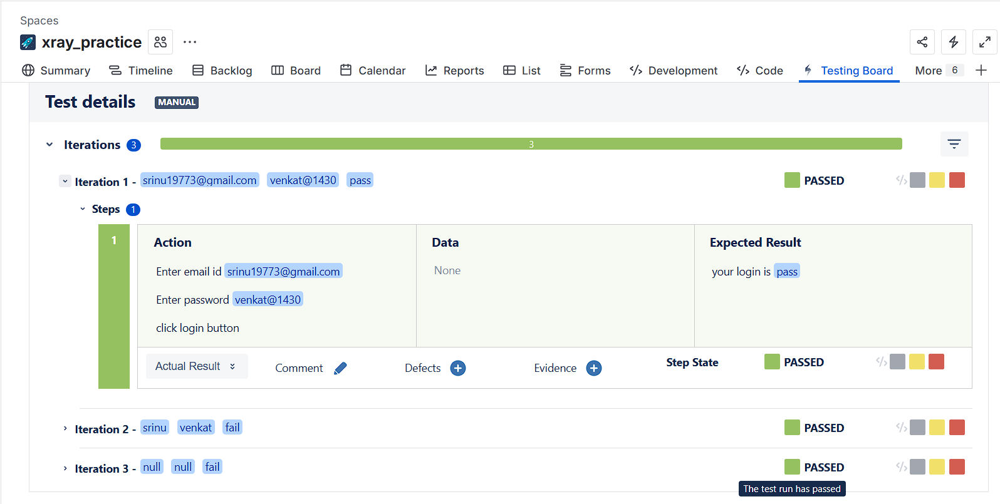 Spaces
xray_practice
Summary Timeline Backlog Board Calendar Reports List Forms </> Development </> Code Testing Board More 6
Test details MANUAL
Iterations 3 3
Iteration 1 - srinu19773@gmail.com venkat@1430 pass PASSED </>
Steps 1
1 Action Data Expected Result
Enter email id srinu19773@gmail.com None your login is pass
Enter password venkat@1430
click login button
Actual Result Comment Defects Evidence Step State PASSED </>
Iteration 2 - srinu venkat fail PASSED </>
Iteration 3 - null null fail PASSED </>
The test run has passed